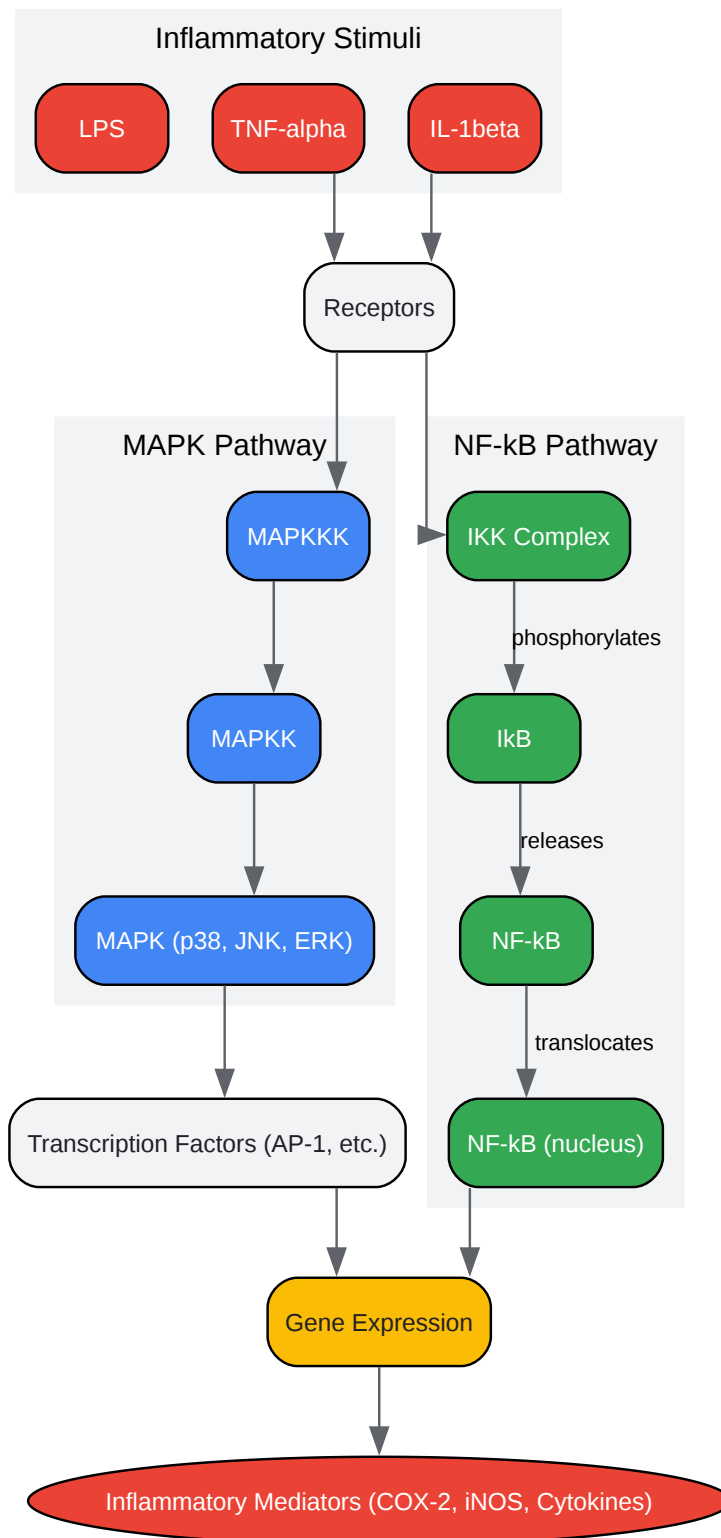 Inflammatory Stimuli
LPS
TNF-alpha
IL-1beta
Receptors
MAPK Pathway
NF-kB Pathway
MAPKKK
IKK Complex
phosphorylates
MAPKK
IkB
releases
MAPK (p38, JNK, ERK)
NF-kB
translocates
Transcription Factors (AP-1, etc.)
NF-kB (nucleus)
Gene Expression
Inflammatory Mediators (COX-2, iNOS, Cytokines)